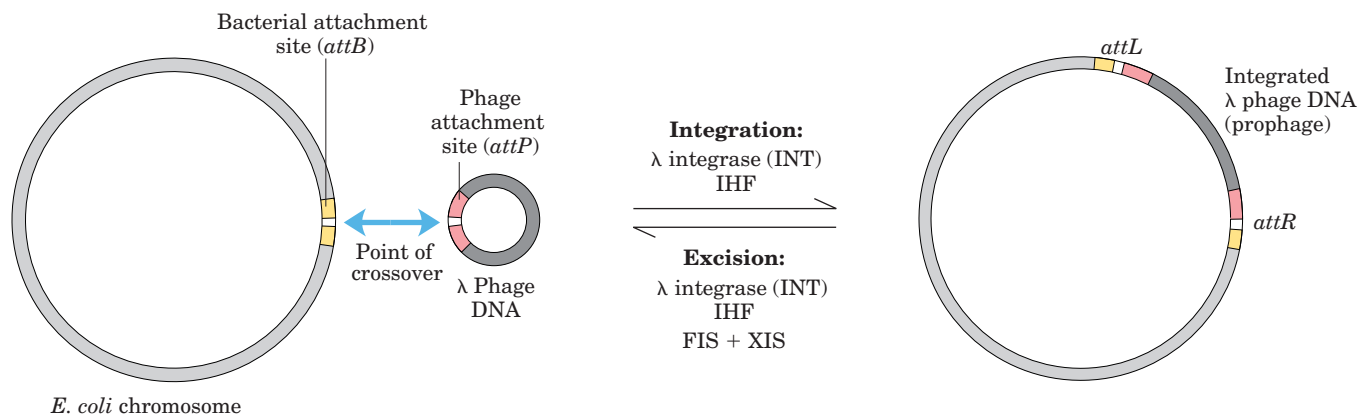 Bacterial attachment
site (attB)
Phage
attachment
site (attP)
Point of
crossover
λ Phage
DNA
E. coli chromosome
Integration:
λ integrase (INT)
IHF
Excision:
λ integrase (INT)
IHF
FIS + XIS
attL
Integrated
λ phage DNA
(prophage)
attR